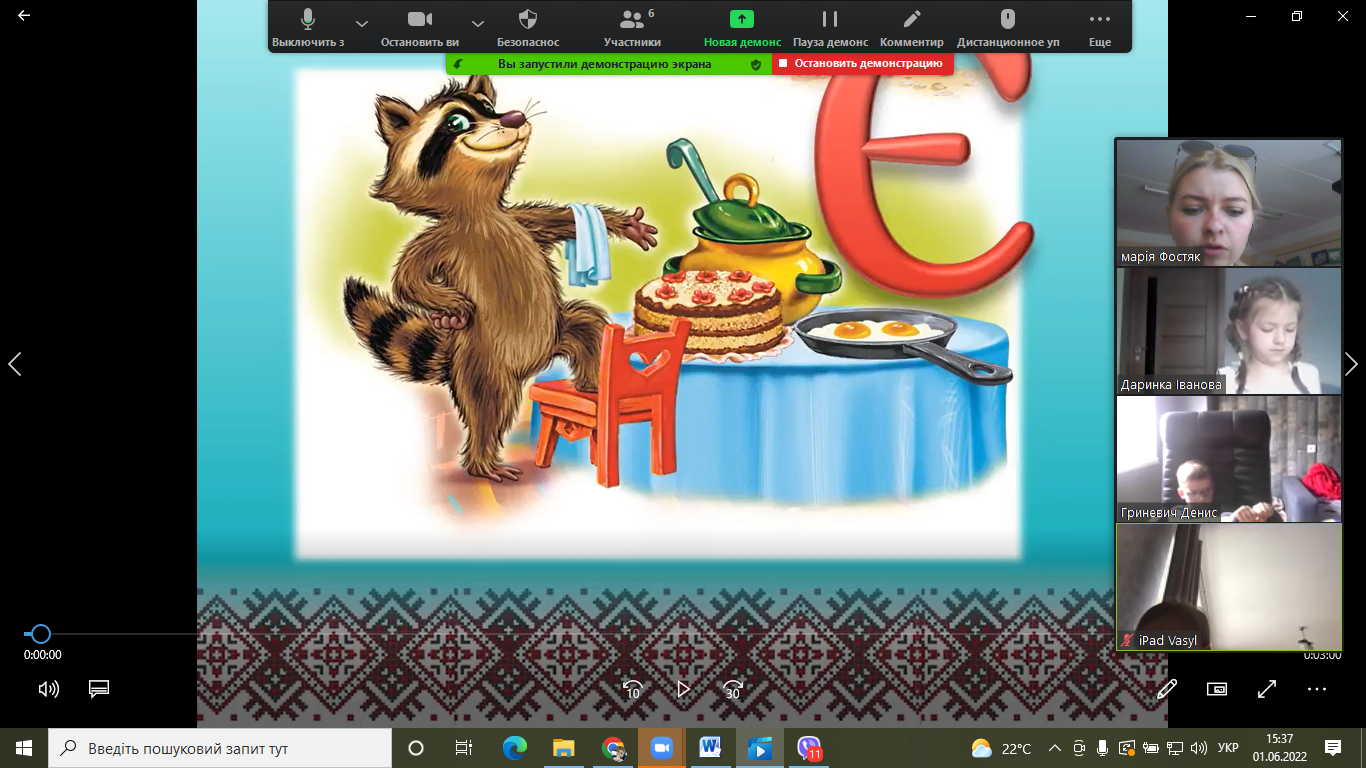 6
Выключить з
Остановить ви
Безопаснос
Участники
Новая демонс
Пауза демонс
Комментир
Дистанционное уп
Еще
Вы запустили демонстрацию экрана
Остановить демонстрацию
Є
марія Фостяк
Даринка Іванова
Гриневич Денис
iPad Vasyl
0:00:00
0:03:00
10
30
Введіть пошуковий запит тут
11
22°C
УКР
15:37
01.06.2022